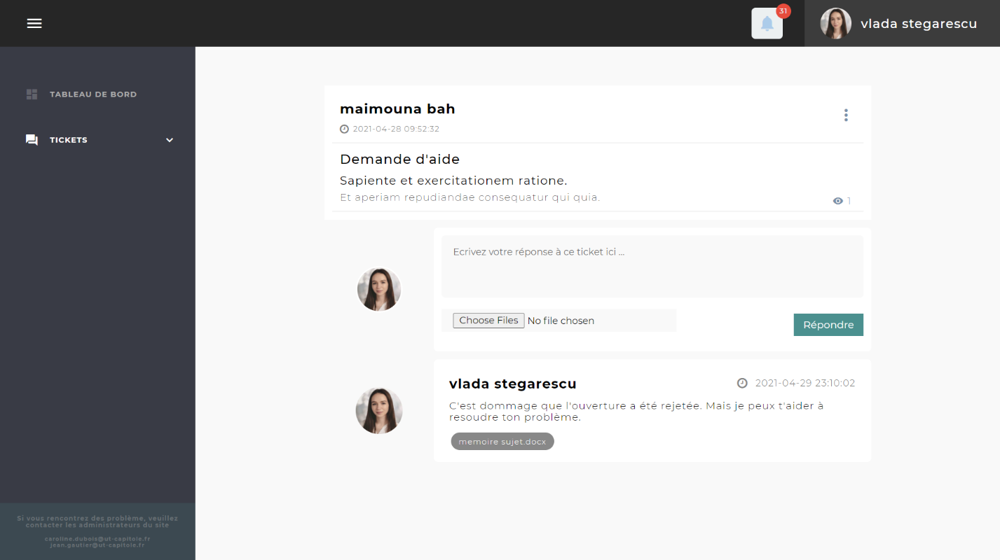 31
vlada stegarescu
TABLEAU DE BORD
TICKETS
maimouna bah
2021-04-28 09:52:32
Demande d'aide
Sapiente et exercitationem ratione.
Et aperiam repudiandae consequatur qui quia.
1
Ecrivez votre réponse à ce ticket ici ...
Choose Files No file chosen
Répondre
vlada stegarescu
2021-04-29 23:10:02
C'est dommage que l'ouverture a été rejetée. Mais je peux t'aider à
resoudre ton problème.
memoire sujet.docx
Si vous rencontrez des problème, veuillez
contacter les administrateurs du site
caroline.dubois@ut-capitole.fr
jean.gautier@ut-capitole.fr